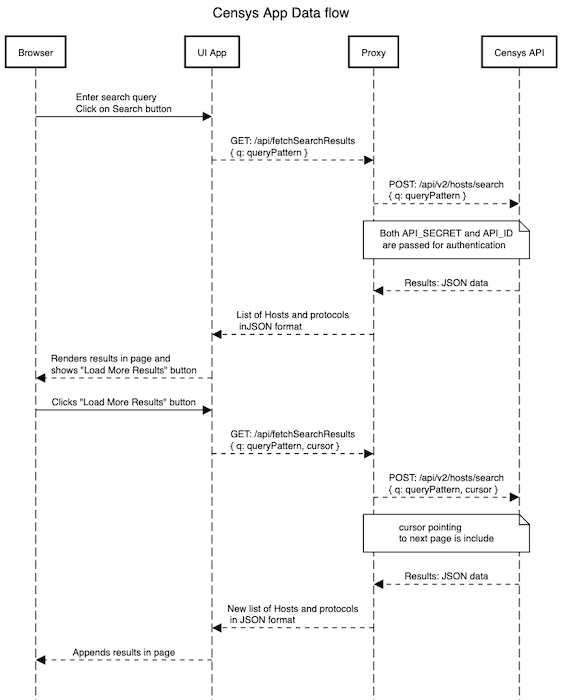 Censys App Data flow
Browser
UI App
Proxy
Censys API
Enter search query
Click on Search button
GET: /api/fetchSearchResults
{ q: queryPattern }
POST: /api/v2/hosts/search
{ q: queryPattern }
Both API_SECRET and API_ID
are passed for authentication
Results: JSON data
List of Hosts and protocols
inJSON format
Renders results in page and
shows "Load More Results" button
Clicks "Load More Results" button
GET: /api/fetchSearchResults
{ q: queryPattern, cursor }
POST: /api/v2/hosts/search
{ q: queryPattern, cursor }
cursor pointing
to next page is include
Results: JSON data
New list of Hosts and protocols
in JSON format
Appends results in page